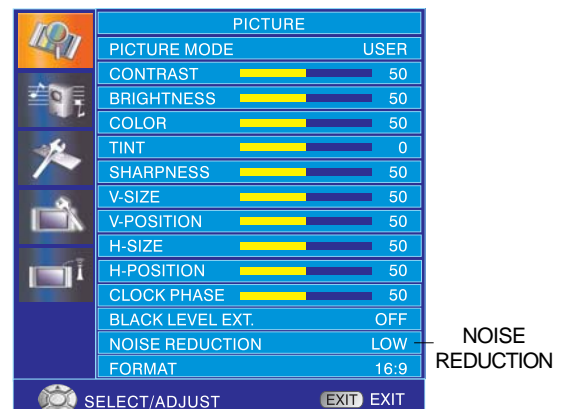 PICTURE
PICTURE MODE USER
CONTRAST 50
BRIGHTNESS 50
COLOR 50
TINT 0
SHARPNESS 50
V-SIZE 50
V-POSITION 50
H-SIZE 50
H-POSITION 50
CLOCK PHASE 50
BLACK LEVEL EXT. OFF
NOISE REDUCTION LOW
FORMAT 16:9
SELECT/ADJUST EXIT EXIT
NOISE
REDUCTION